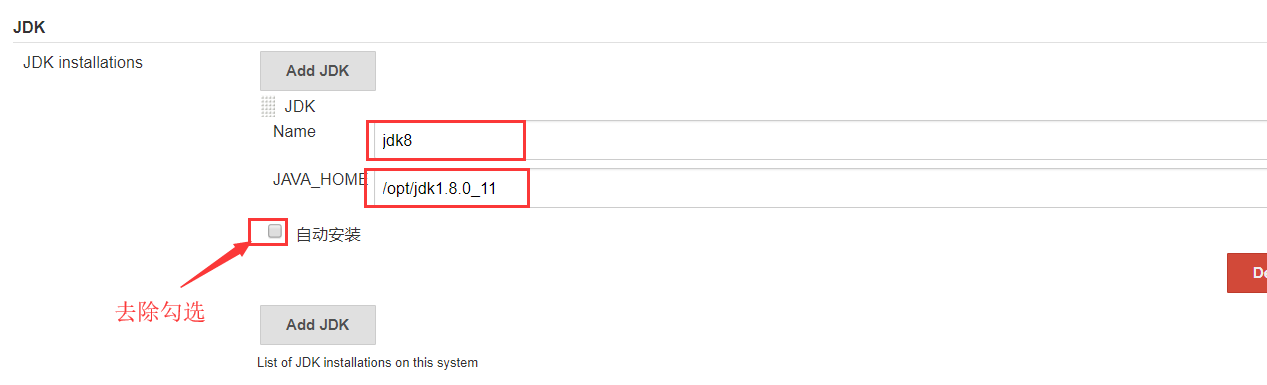 JDK
JDK installations
Add JDK
JDK
Name
jdk8
JAVA_HOME
/opt/jdk1.8.0_11
自动安装
De
去除勾选
Add JDK
List of JDK installations on this system